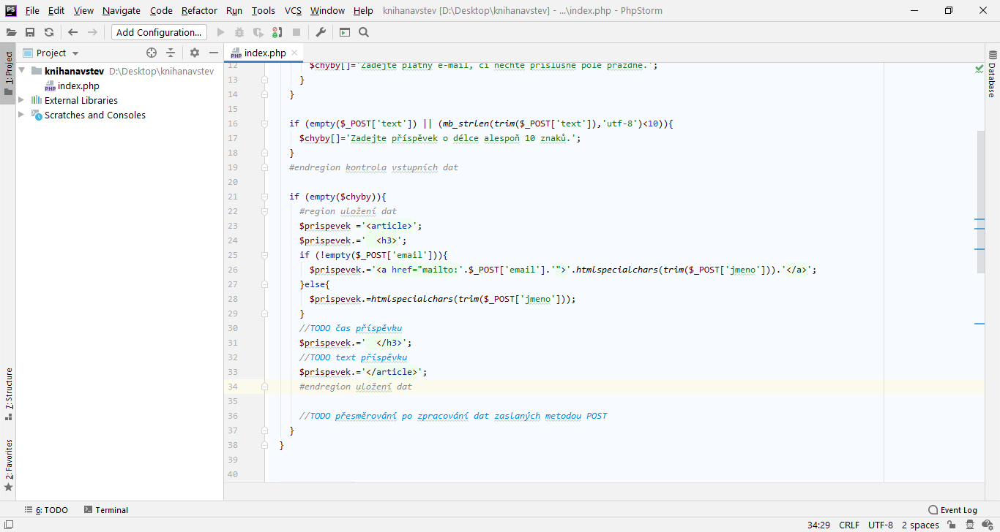 File Edit View Navigate Code Refactor Run Tools VCS Window Help knihanavstev [D:\Desktop\knihanavstev] - ...\index.php - PhpStorm
Add Configuration...
Project
index.php
1: Project
knihanavstev D:\Desktop\knihanavstev
index.php
External Libraries
Scratches and Consoles
7: Structure
2: Favorites
Database
12 $chyby[]='Zadejte platný e-mail, či nechte příslušné pole prázdné.';
13 }
14 }
15
16 if (empty($_POST['text']) || (mb_strlen(trim($_POST['text']),'utf-8')<10)){
17 $chyby[]='Zadejte příspěvek o délce alespoň 10 znaků.';
18 }
19 #endregion kontrola vstupních dat
20
21 if (empty($chyby)){
22 #region uložení dat
23 $prispevek ='<article>';
24 $prispevek.='  <h3>';
25 if (!empty($_POST['email'])){
26 $prispevek.='<a href="mailto:'.$_POST['email'].'">'.htmlspecialchars(trim($_POST['jmeno'])).'</a>';
27 }else{
28 $prispevek.=htmlspecialchars(trim($_POST['jmeno']));
29 }
30 //TODO čas příspěvku
31 $prispevek.='  </h3>';
32 //TODO text příspěvku
33 $prispevek.='</article>';
34 #endregion uložení dat
35
36 //TODO přesměrování po zpracování dat zaslaných metodou POST
37 }
38 }
39
40
6: TODO Terminal Event Log
34:29 CRLF UTF-8 2 spaces